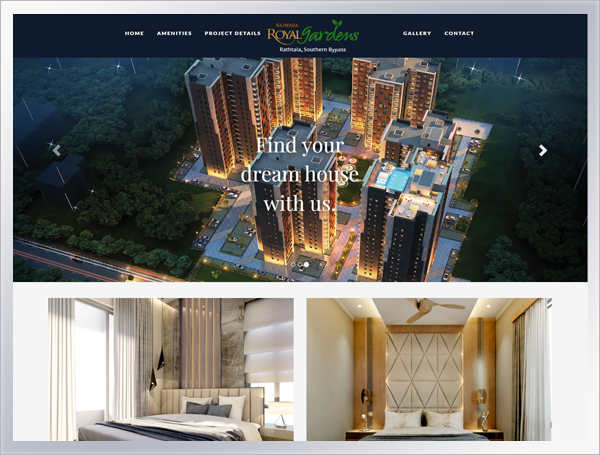 HOME AMENITIES PROJECT DETAILS
RAJWADA
ROYAL Gardens
Rathtala, Southern Bypass
GALLERY CONTACT
Find your
dream house
with us.